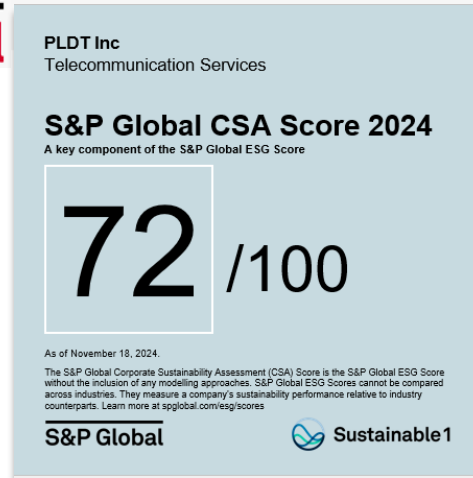 PLDT Inc
Telecommunication Services
S&P Global CSA Score 2024
A key component of the S&P Global ESG Score
72 /100
As of November 18, 2024.
The S&P Global Corporate Sustainability Assessment (CSA) Score is the S&P Global ESG Score
without the inclusion of any modelling approaches. S&P Global ESG Scores cannot be compared
across industries. They measure a company's sustainability performance relative to industry
counterparts. Learn more at spglobal.com/esg/scores
S&P Global
Sustainable1